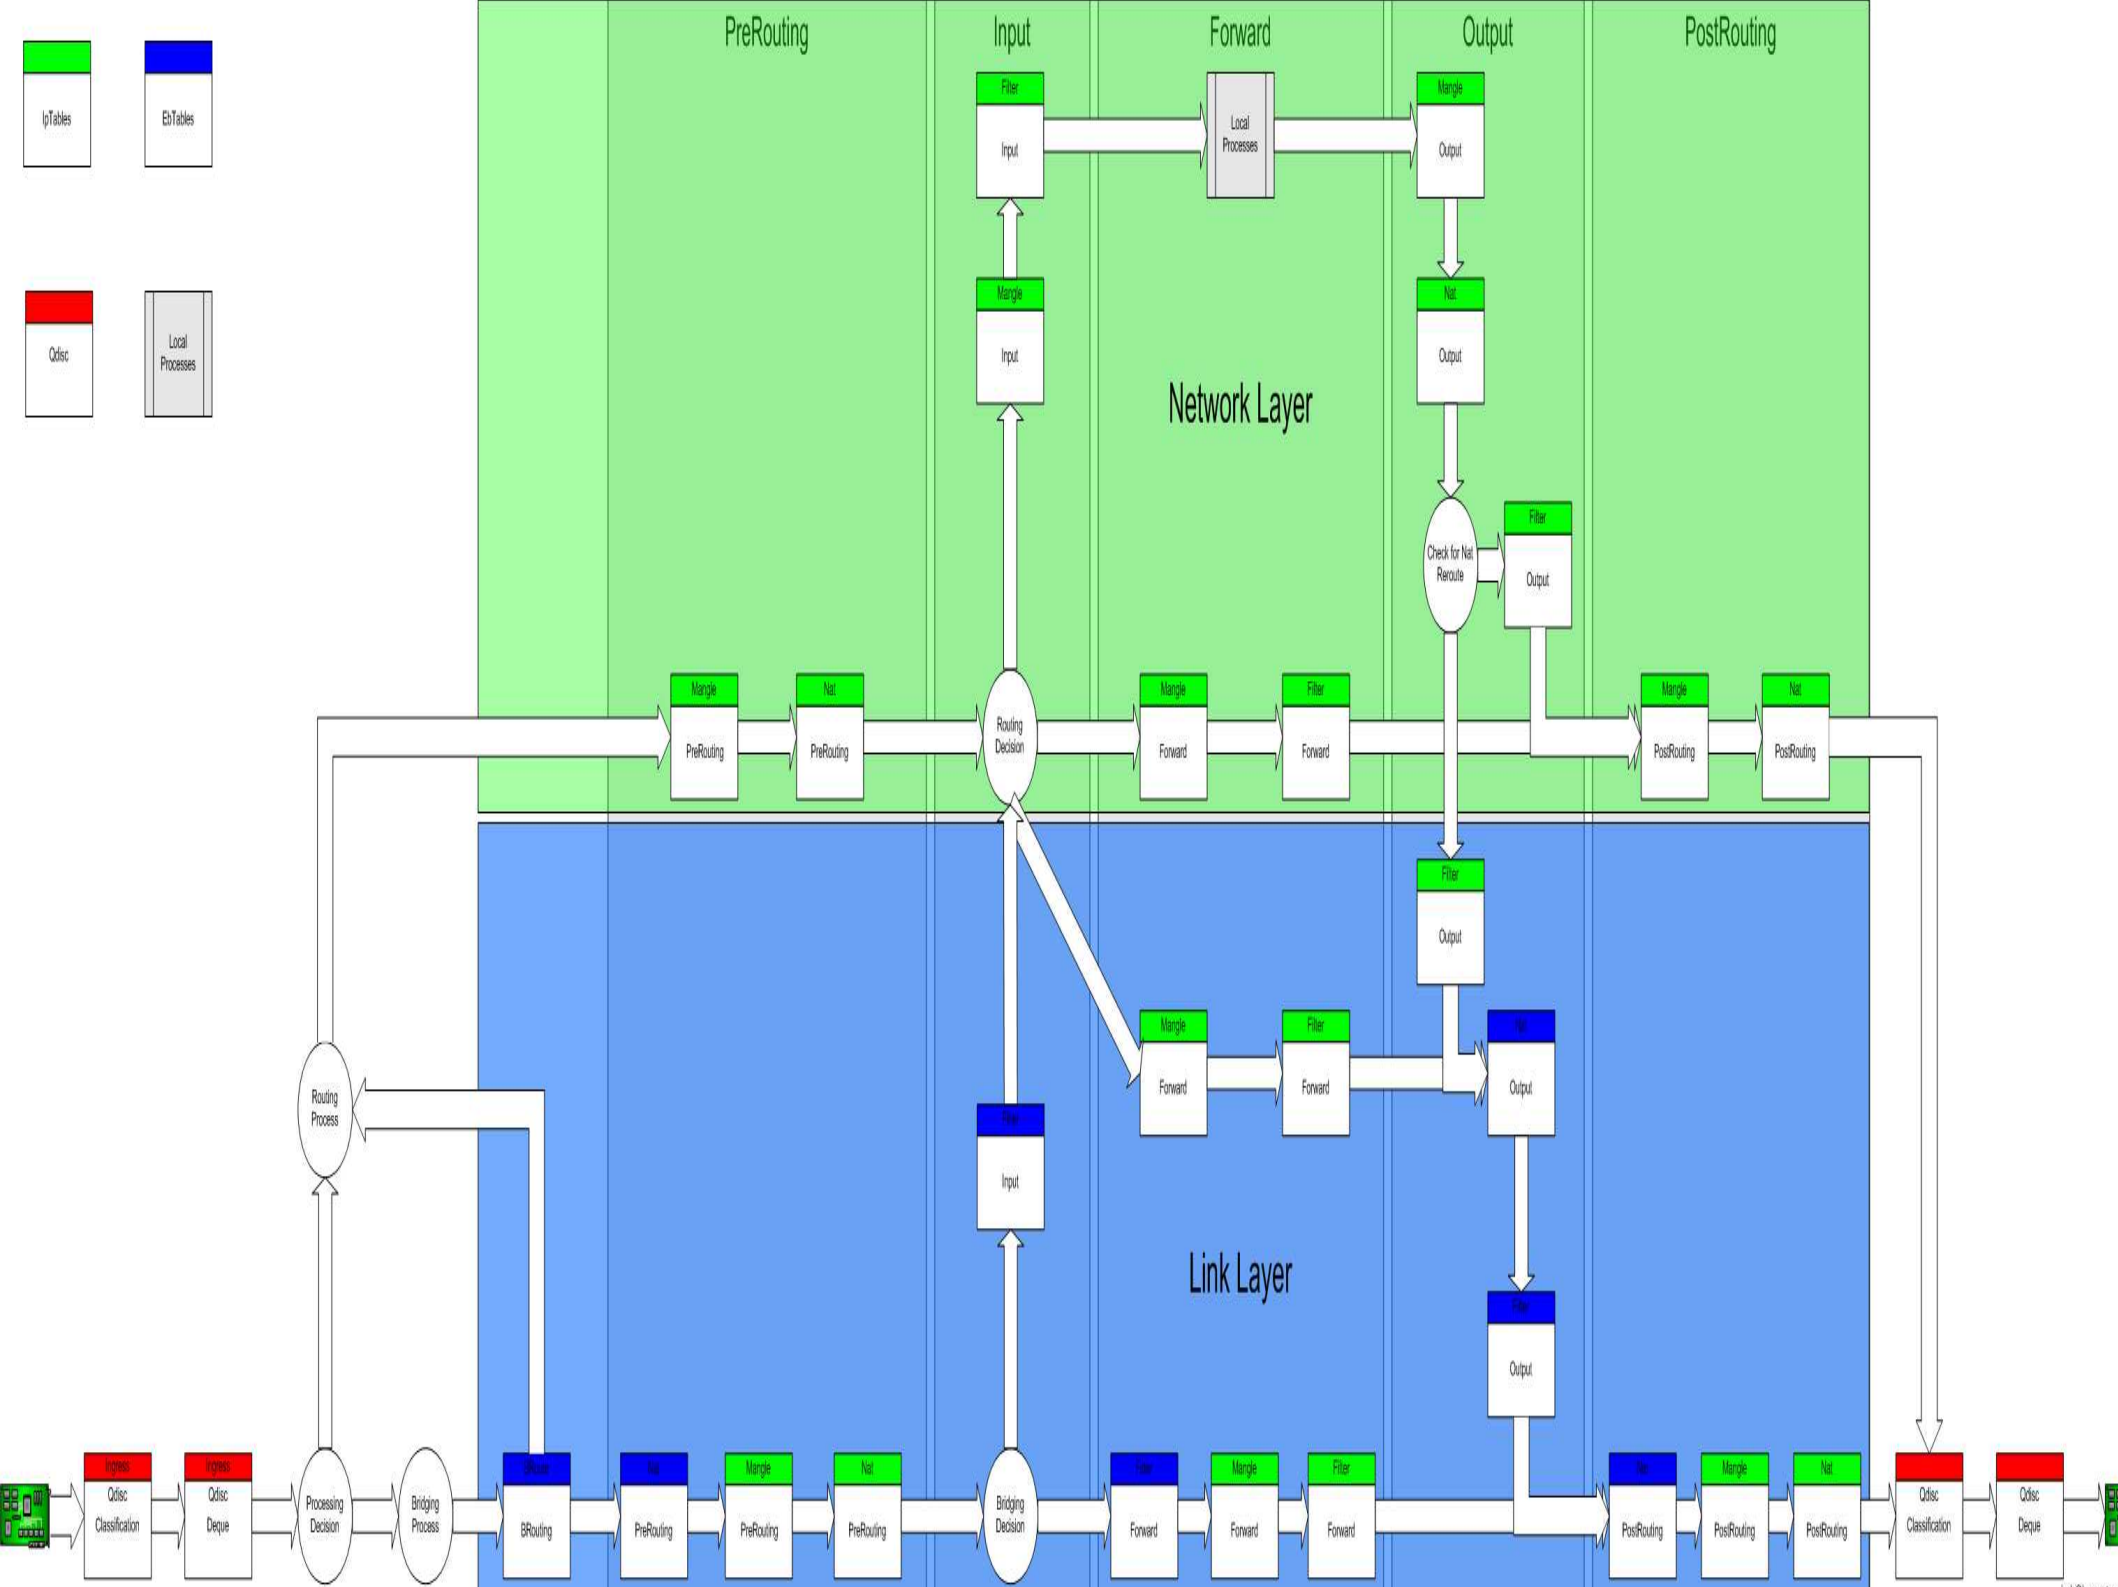 PreRouting
Input
Forward
Output
PostRouting
IpTables
EbTables
Filter
Input
Local
Processes
Mangle
Output
Qdisc
Local
Processes
Mangle
Input
Nat
Output
Network Layer
Check for Nat
Reroute
Filter
Output
Mangle
PreRouting
Nat
PreRouting
Routing
Decision
Mangle
Forward
Filter
Forward
Mangle
PostRouting
Nat
PostRouting
Filter
Output
Routing
Process
Mangle
Forward
Filter
Forward
Nat
Output
Filter
Input
Link Layer
Filter
Output
Ingress
Qdisc
Classification
Ingress
Qdisc
Deque
Processing
Decision
Bridging
Process
BRouting
Nat
PreRouting
Mangle
PreRouting
Nat
PreRouting
Bridging
Decision
Filter
Forward
Mangle
Forward
Filter
Forward
Nat
PostRouting
Mangle
PostRouting
Nat
PostRouting
Qdisc
Classification
Qdisc
Deque